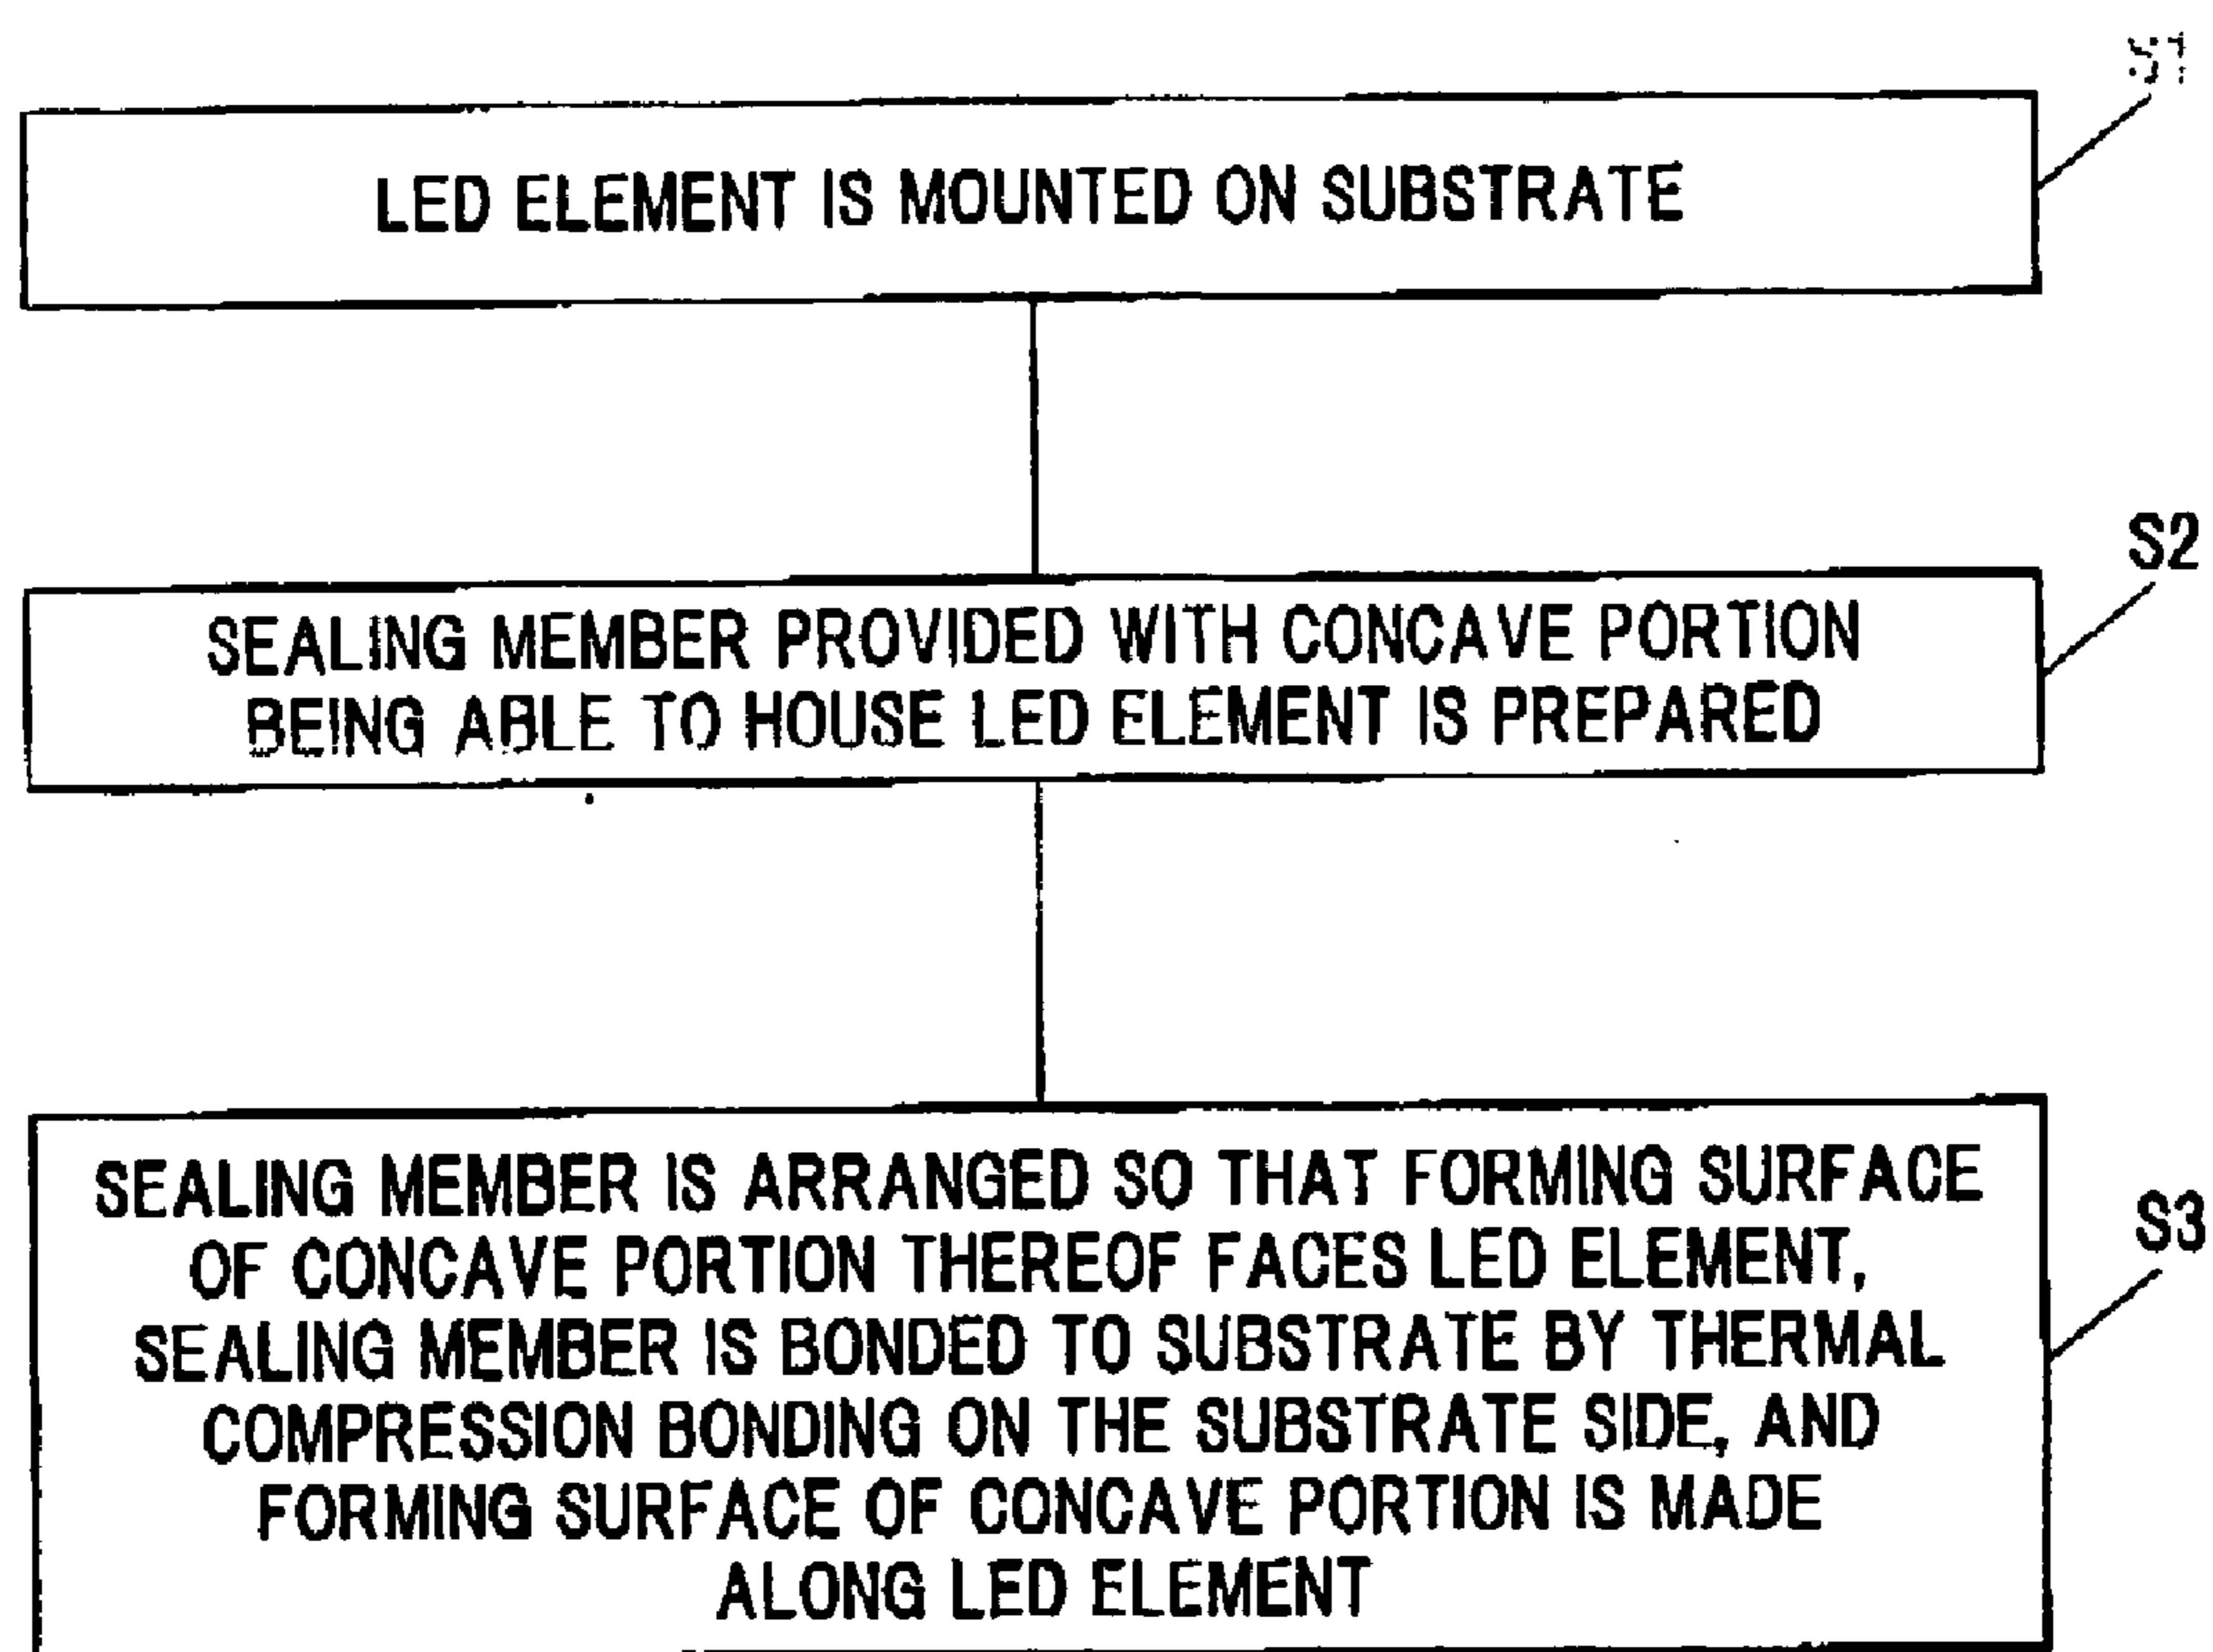 S1
LED ELEMENT IS MOUNTED ON SUBSTRATE
S2
SEALING MEMBER PROVIDED WITH CONCAVE PORTION
BEING ABLE TO HOUSE LED ELEMENT IS PREPARED
SEALING MEMBER IS ARRANGED SO THAT FORMING SURFACE
OF CONCAVE PORTION THEREOF FACES LED ELEMENT,
SEALING MEMBER IS BONDED TO SUBSTRATE BY THERMAL
COMPRESSION BONDING ON THE SUBSTRATE SIDE, AND
FORMING SURFACE OF CONCAVE PORTION IS MADE
ALONG LED ELEMENT
S3